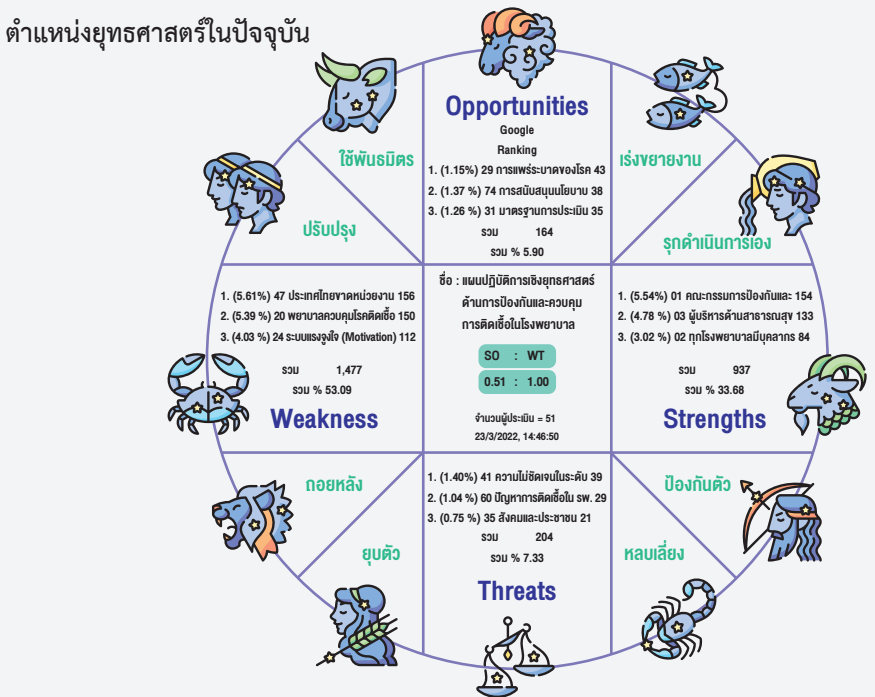 ตำแหน่งยุทธศาสตร์ในปัจจุบัน
Opportunities
Google
Ranking
1. (1.15%) 29 การแพร่ระบาดของโรค 43
2. (1.37 %) 74 การสนับสนุนนโยบาย 38
3. (1.26 %) 31 มาตรฐานการประเมิน 35
รวม 164
รวม % 5.90
ใช้พันธมิตร
เร่งขยายงาน
ปรับปรุง
รุกดำเนินการเอง
1. (5.61%) 47 ประเทศไทยขาดหน่วยงาน 156
2. (5.39 %) 20 พยาบาลควบคุมโรคติดเชื้อ 150
3. (4.03 %) 24 ระบบแรงจูงใจ (Motivation) 112
รวม 1,477
รวม % 53.09
Weakness
ชื่อ : แผนปฏิบัติการเชิงยุทธศาสตร์
ด้านการป้องกันและควบคุม
การติดเชื้อในโรงพยาบาล
SO : WT
0.51 : 1.00
จำนวนผู้ประเมิน = 51
23/3/2022, 14:46:50
1. (5.54%) 01 คณะกรรมการป้องกันและ 154
2. (4.78 %) 03 ผู้บริหารด้านสาธารณสุข 133
3. (3.02 %) 02 ทุกโรงพยาบาลมีบุคลากร 84
รวม 937
รวม % 33.68
Strengths
ถอยหลัง
ป้องกันตัว
ยุบตัว
หลบเลี่ยง
1. (1.40%) 41 ความไม่ชัดเจนในระดับ 39
2. (1.04 %) 60 ปัญหาการติดเชื้อใน รพ. 29
3. (0.75 %) 35 สังคมและประชาชน 21
รวม 204
รวม % 7.33
Threats